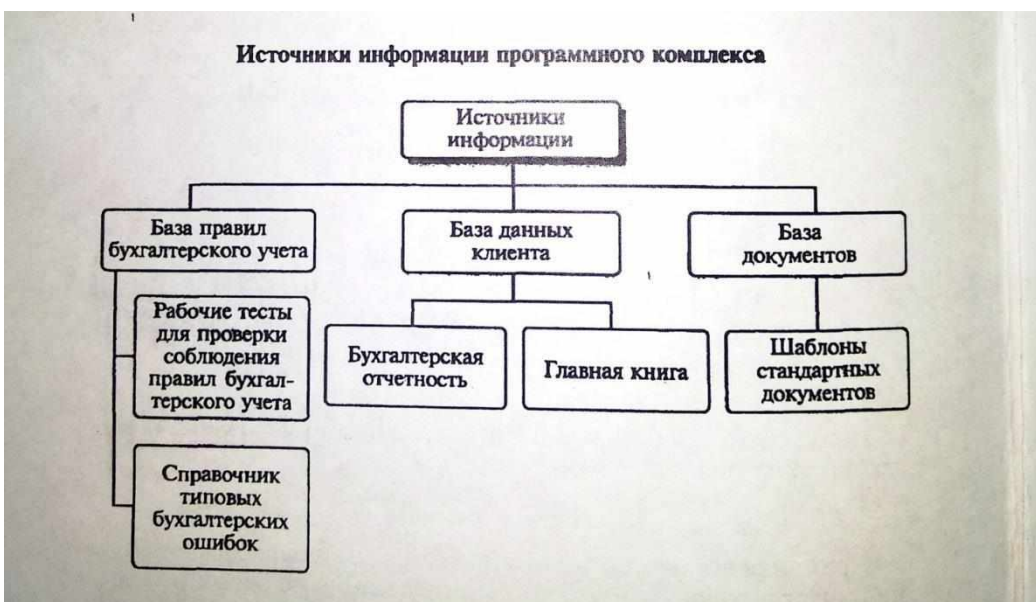 Источники информации программного комплекса
Источники
информации
База правил
бухгалтерского учета
База данных
клиента
База
документов
Рабочие тесты
для проверки
соблюдения
правил бухгал-
терского учета
Бухгалтерская
отчетность
Главная книга
Шаблоны
стандартных
документов
Справочник
типовых
бухгалтерских
ошибок